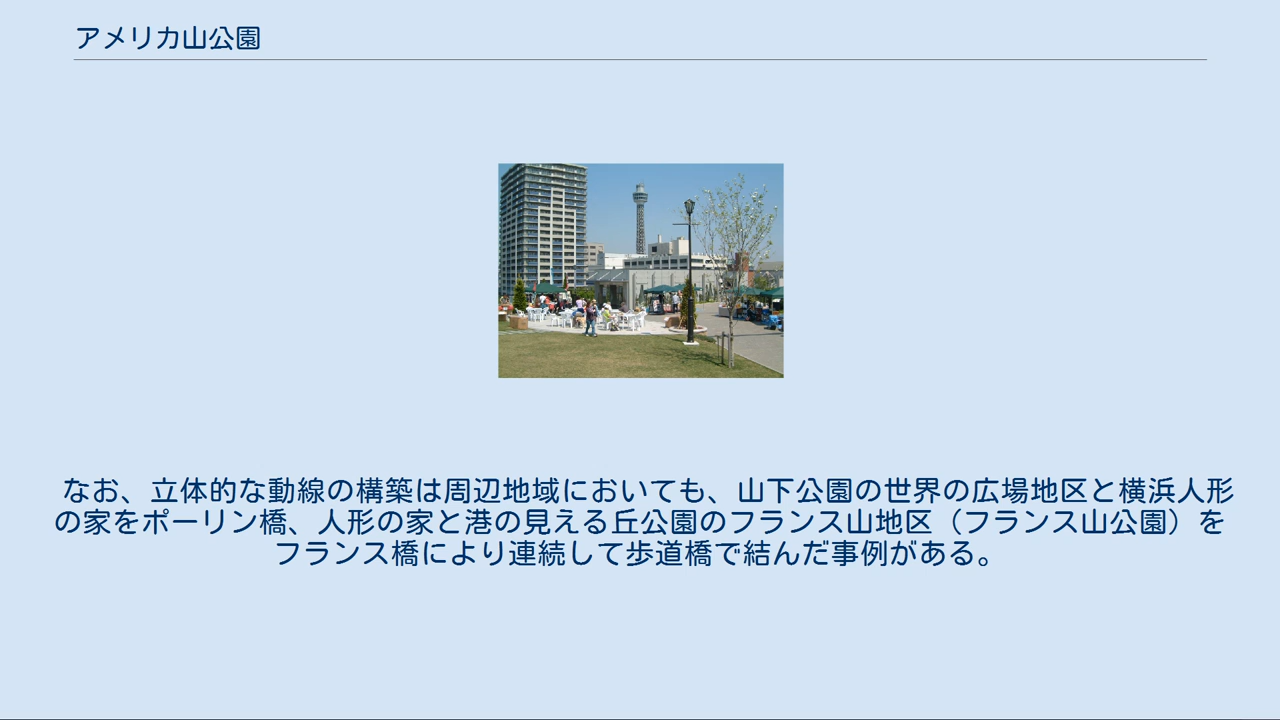 アメリカ山公園
なお、立体的な動線の構築は周辺地域においても、山下公園の世界の広場地区と横浜人形
の家をポーリン橋、人形の家と港の見える丘公園のフランス山地区（フランス山公園）を
フランス橋により連続して歩道橋で結んだ事例がある。